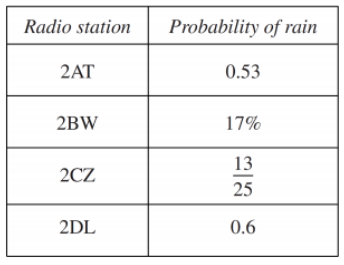 Radio station Probability of rain
2AT 0.53
2BW 17%
2CZ 13/25
2DL 0.6